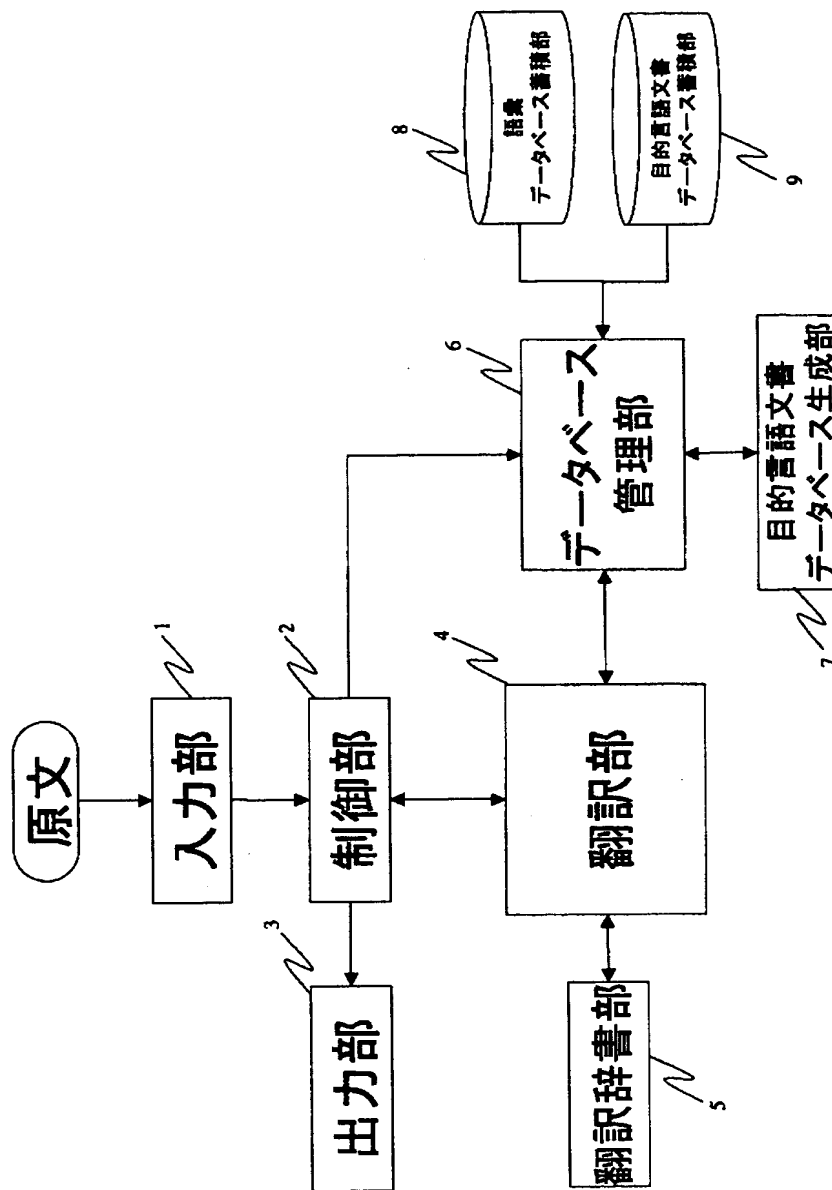 原文
入力部
1
制御部
2
出力部
3
翻訳部
4
翻訳辞書部
5
データベース
管理部
6
目的言語文書
データベース生成部
7
語彙
データベース蓄積部
8
目的言語文書
データベース蓄積部
9